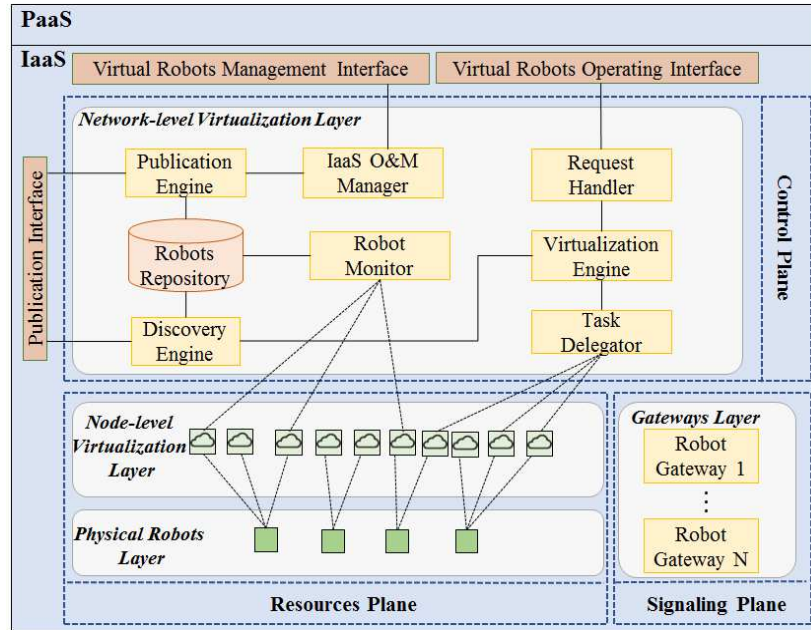 PaaS
IaaS
Virtual Robots Management Interface
Virtual Robots Operating Interface
Network-level Virtualization Layer
Publication
Engine
IaaS O&M
Manager
Request
Handler
Publication Interface
Control Plane
Robots
Repository
Robot
Monitor
Virtualization
Engine
Discovery
Engine
Task
Delegator
Node-level
Virtualization
Layer
Gateways Layer
Robot
Gateway 1
⋮
Robot
Gateway N
Physical Robots
Layer
Resources Plane
Signaling Plane